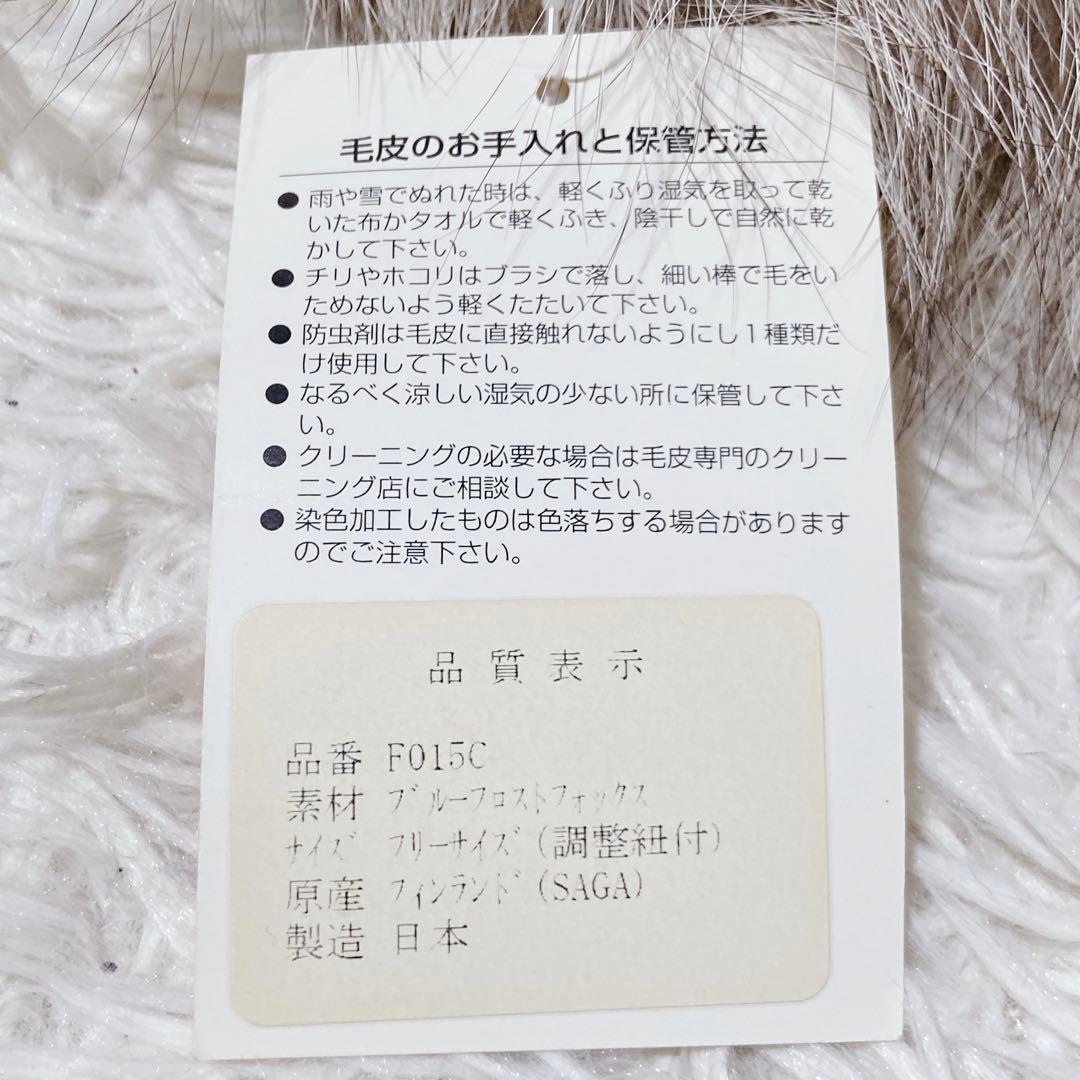 毛皮のお手入れと保管方法
● 雨や雪でぬれた時は、軽くふり湿気を取って乾
いた布かタオルで軽くふき、陰干しで自然に乾
かして下さい。
● チリやホコリはブラシで落し、細い棒で毛をい
ためないよう軽くたたいて下さい。
● 防虫剤は毛皮に直接触れないようにし1種類だ
け使用して下さい。
● なるべく涼しい湿気の少ない所に保管して下さ
い。
● クリーニングの必要な場合は毛皮専門のクリー
ニング店にご相談して下さい。
● 染色加工したものは色落ちする場合があります
のでご注意下さい。
品質表示
品番 F015C
素材 ﾌﾞﾙｰﾌﾛｽﾄﾌｫｯｸｽ
ｻｲｽﾞ ﾌﾘｰｻｲｽﾞ(調整紐付)
原産 ﾌｨﾝﾗﾝﾄﾞ(SAGA)
製造 日本